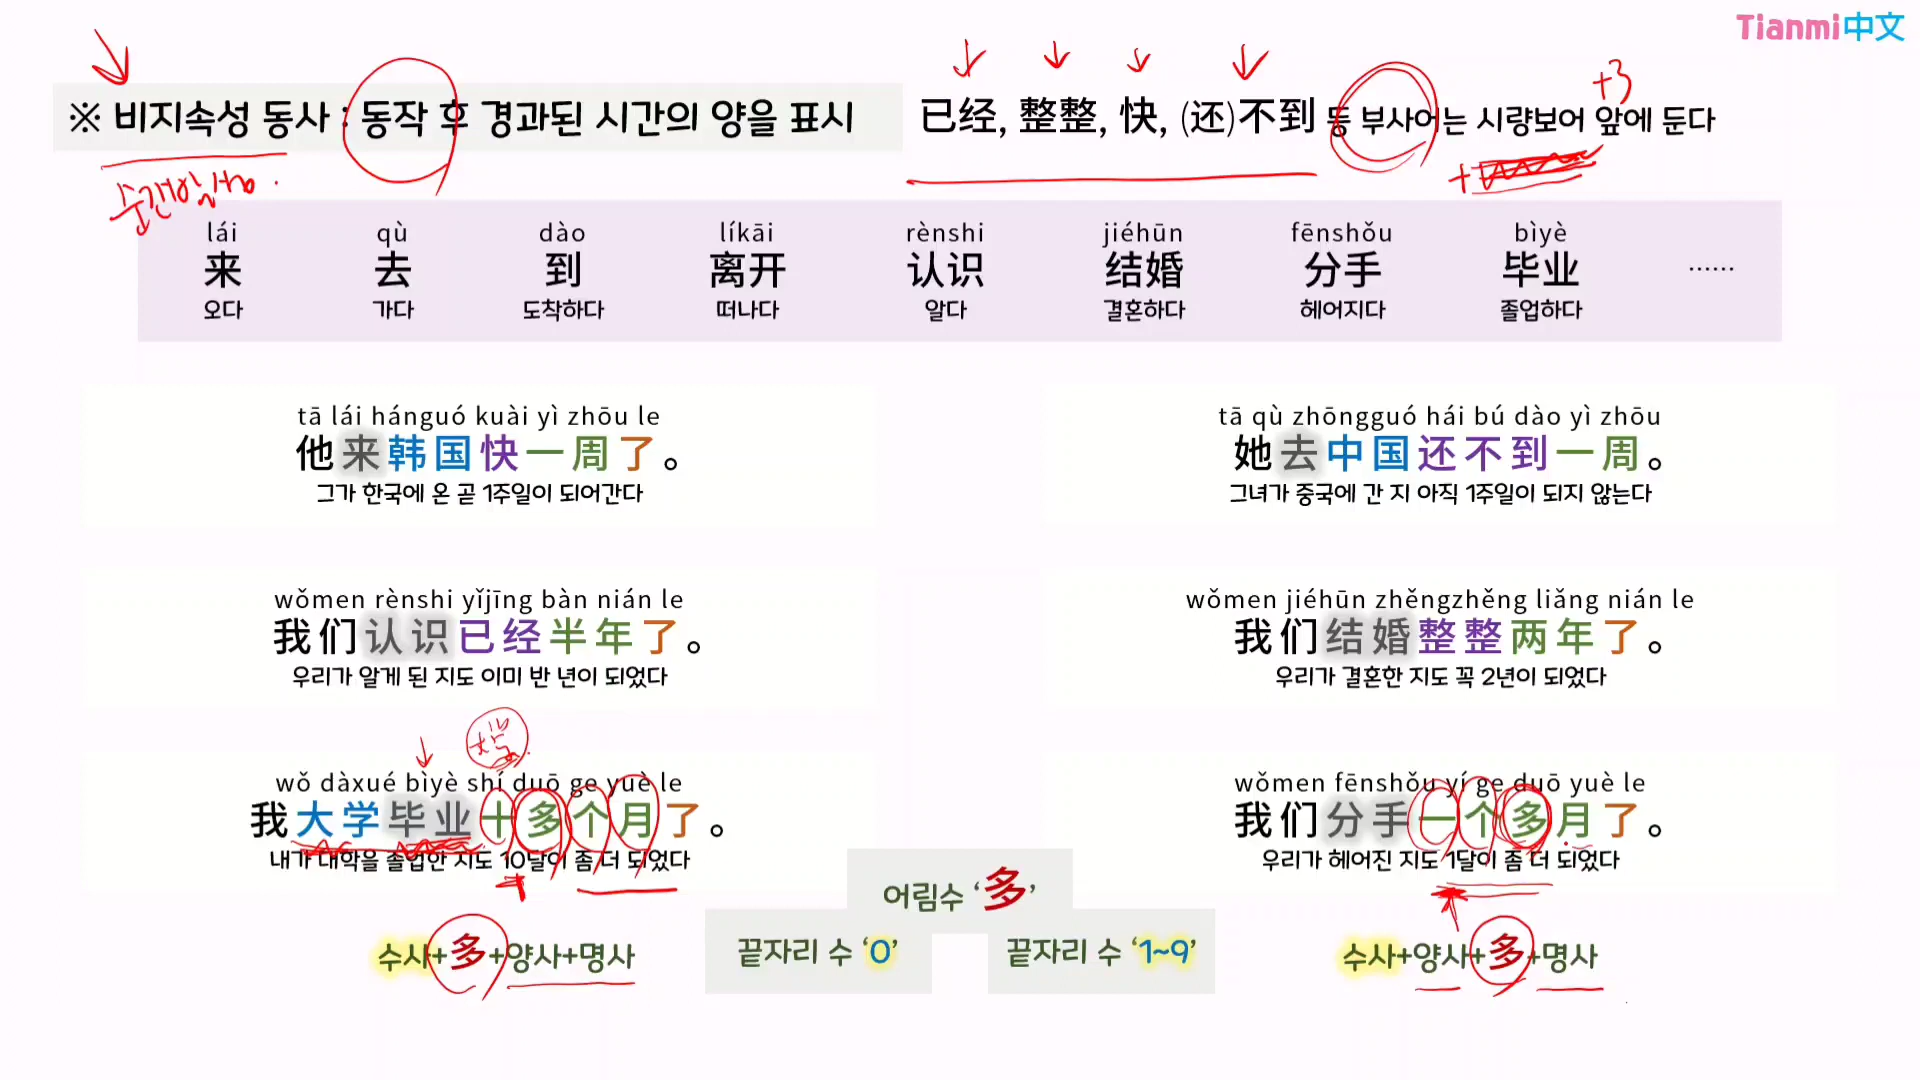 Tianmi中文
※ 비지속성 동사 : 동작 후 경과된 시간의 양을 표시
已经, 整整, 快, (还)不到 등 부사어는 시량보어 앞에 둔다
lái qù dào líkāi rènshi jiéhūn fēnshǒu bìyè
来 去 到 离开 认识 结婚 分手 毕业 ······
오다 가다 도착하다 떠나다 알다 결혼하다 헤어지다 졸업하다
tā lái hánguó kuài yì zhōu le
他来韩国快一周了。
그가 한국에 온 곧 1주일이 되어간다
tā qù zhōngguó hái bú dào yì zhōu
她去中国还不到一周。
그녀가 중국에 간 지 아직 1주일이 되지 않는다
wǒmen rènshi yǐjīng bàn nián le
我们认识已经半年了。
우리가 알게 된 지도 이미 반 년이 되었다
wǒmen jiéhūn zhěngzhěng liǎng nián le
我们结婚整整两年了。
우리가 결혼한 지도 꼭 2년이 되었다
wǒ dàxué bìyè shí duō ge yuè le
我大学毕业十多个月了。
내가 대학을 졸업한 지도 10달이 좀 더 되었다
wǒmen fēnshǒu yí ge duō yuè le
我们分手一个多月了。
우리가 헤어진 지도 1달이 좀 더 되었다
어림수 ‘多’
수사+多+양사+명사
끝자리 수 ‘0’
끝자리 수 ‘1~9’
수사+양사+多+명사